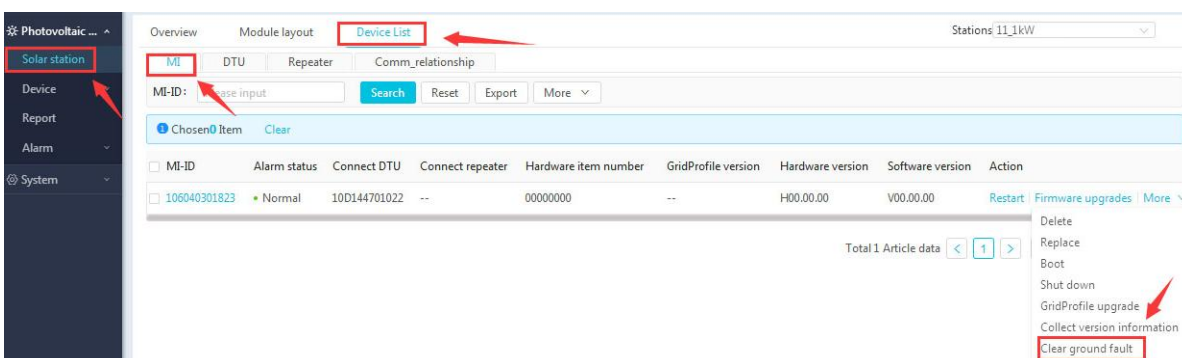 Photovoltaic ...
Solar station
Device
Report
Alarm
System
Overview Module layout Device List Stations 11_1kW
MI DTU Repeater Comm_relationship
MI-ID: ease input Search Reset Export More
Chosen0 Item Clear
MI-ID Alarm status Connect DTU Connect repeater Hardware item number GridProfile version Hardware version Software version Action
106040301823 Normal 10D144701022 -- 00000000 -- H00.00.00 V00.00.00 Restart Firmware upgrades More
Total 1 Article data < 1 >
Delete
Replace
Boot
Shut down
GridProfile upgrade
Collect version information
Clear ground fault